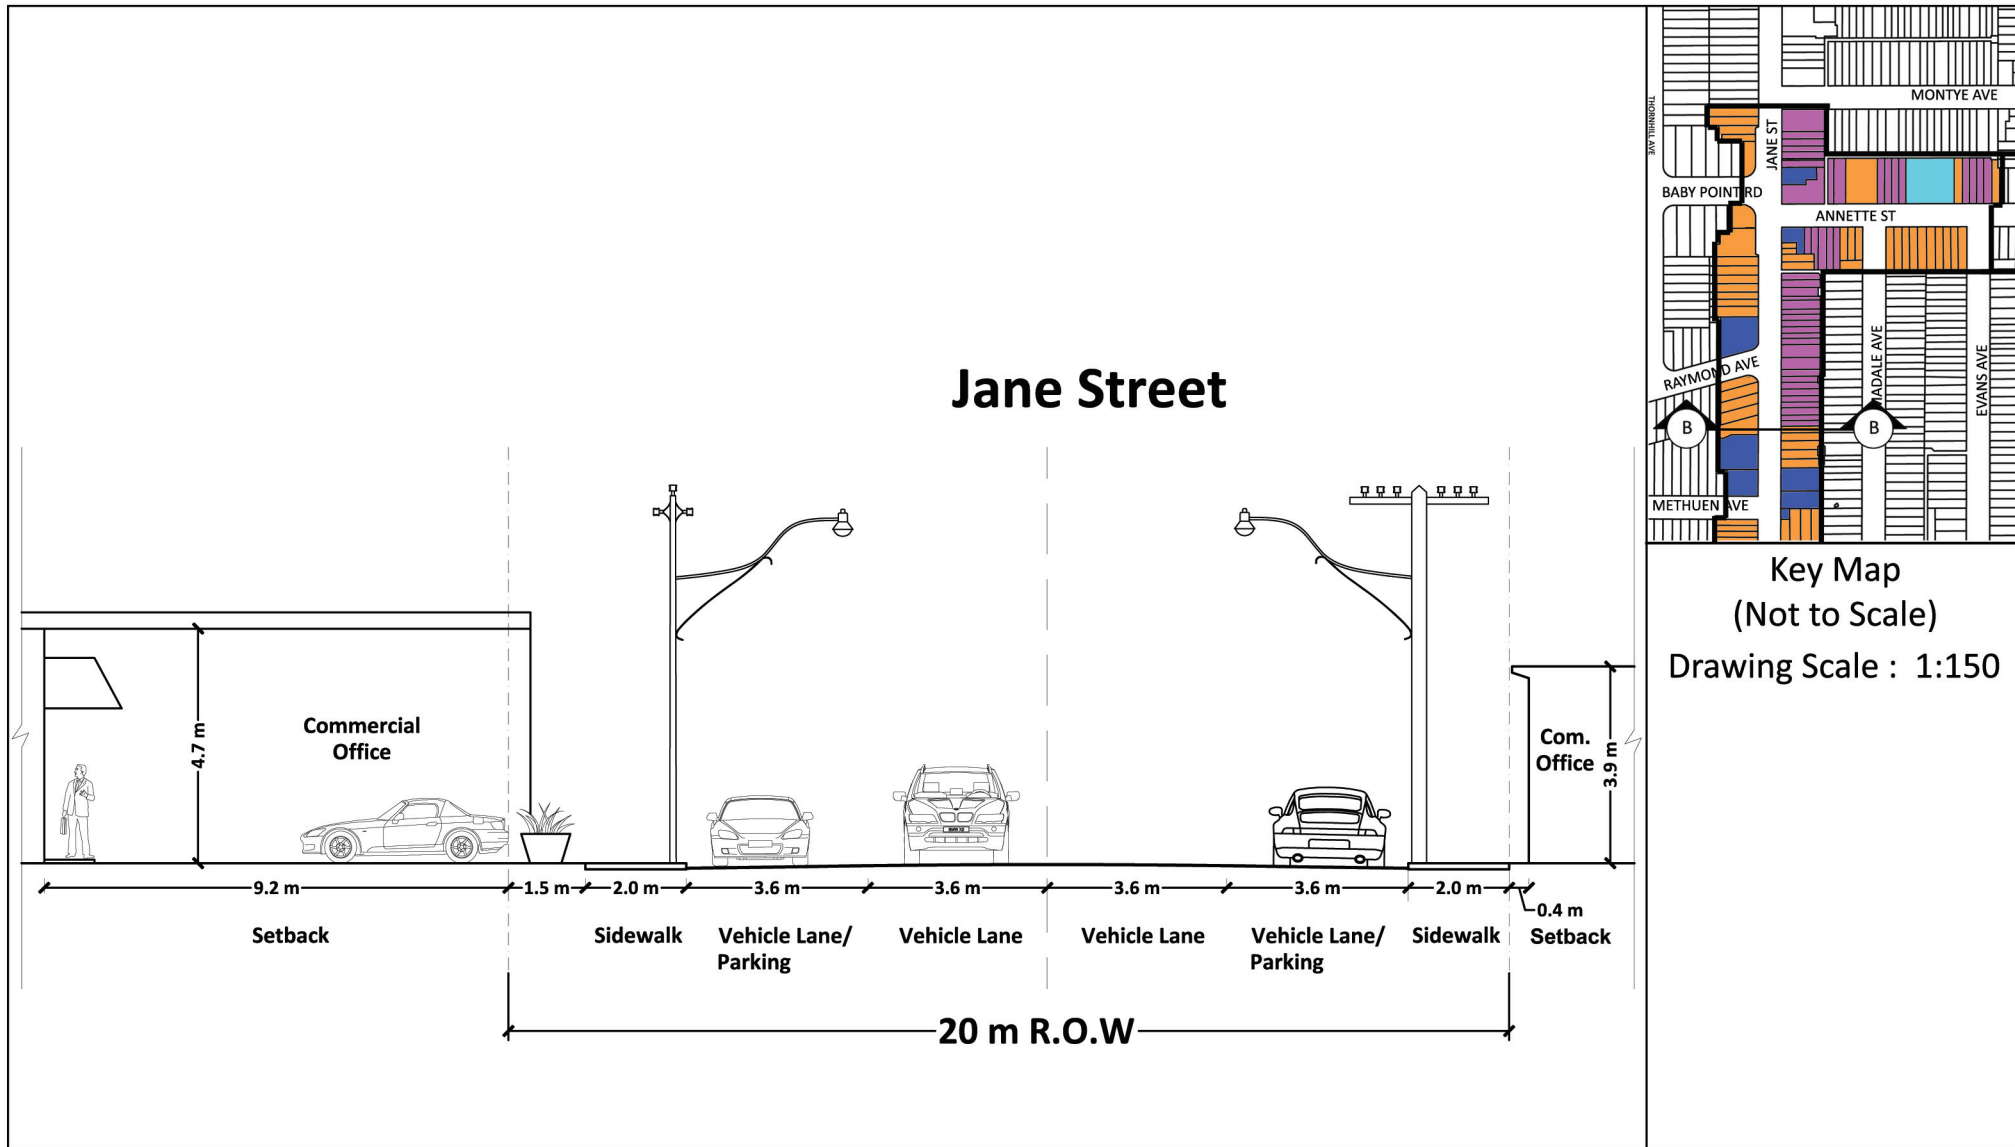 Jane Street
Commercial
Office
4.7 m
Com.
Office
3.9 m
9.2 m
1.5 m
2.0 m
3.6 m
3.6 m
3.6 m
3.6 m
2.0 m
0.4 m
Setback
Sidewalk
Vehicle Lane/
Parking
Vehicle Lane
Vehicle Lane
Vehicle Lane/
Parking
Sidewalk
Setback
20 m R.O.W
MONTYE AVE
THORNHILL AVE
JANE ST
BABY POINT RD
ANNETTE ST
RAYMOND AVE
EVANS AVE
B
B
METHUEN AVE
Key Map
(Not to Scale)
Drawing Scale : 1:150